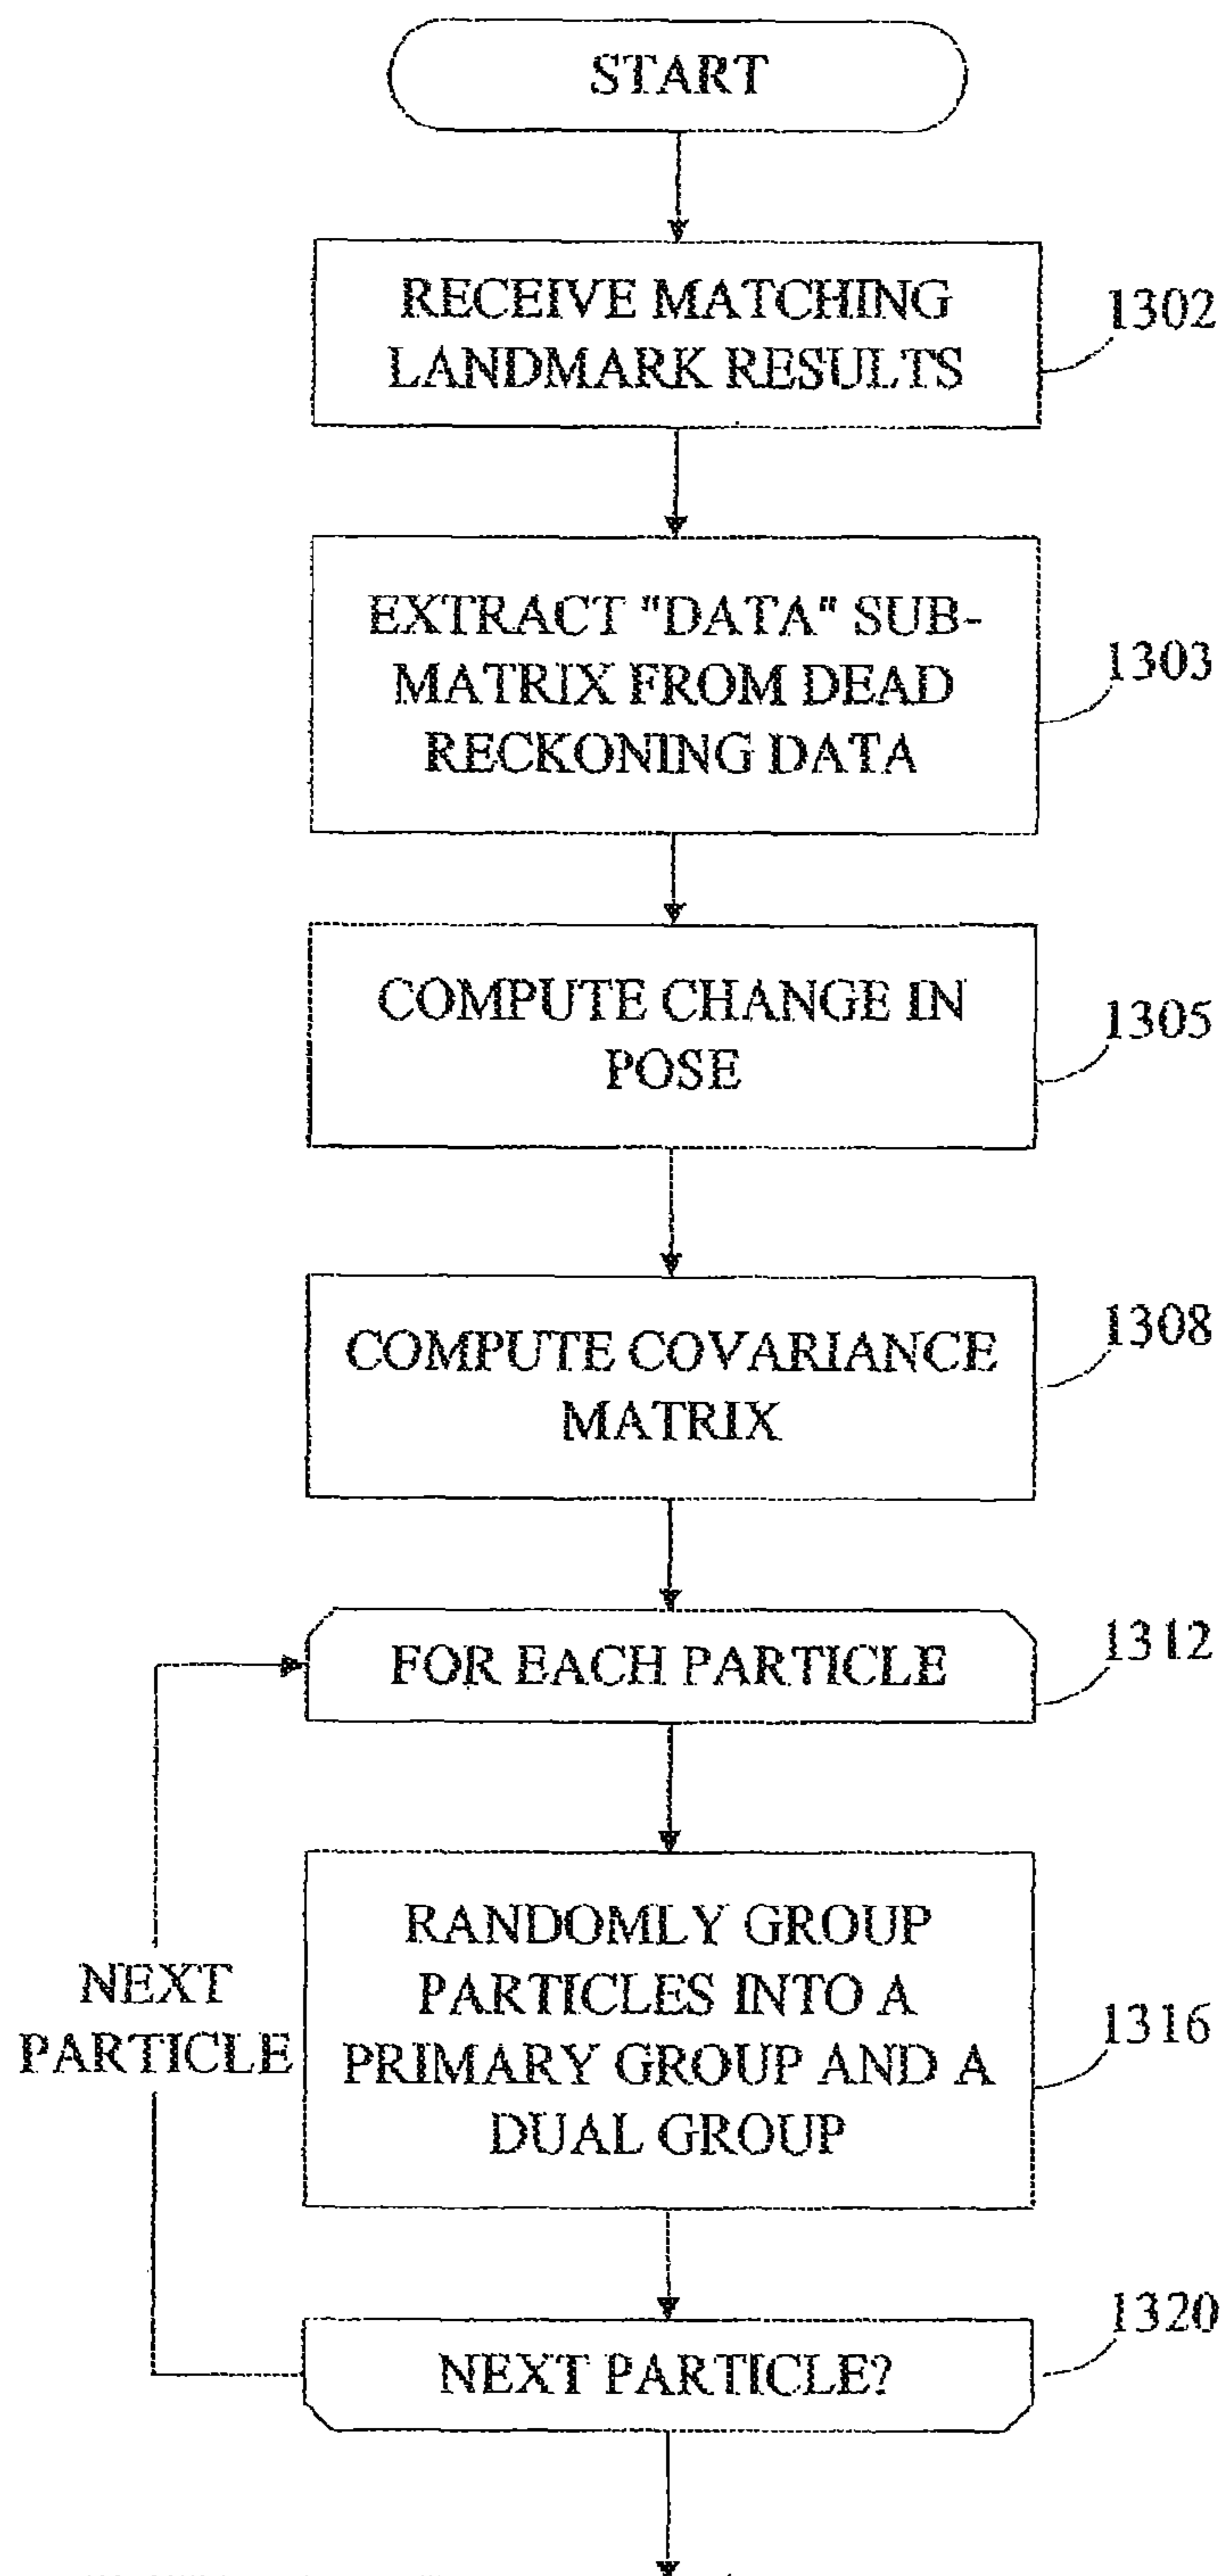 START
RECEIVE MATCHING
LANDMARK RESULTS
1302
EXTRACT "DATA" SUB-
MATRIX FROM DEAD
RECKONING DATA
1303
COMPUTE CHANGE IN
POSE
1305
COMPUTE COVARIANCE
MATRIX
1308
FOR EACH PARTICLE
1312
RANDOMLY GROUP
PARTICLES INTO A
PRIMARY GROUP AND A
DUAL GROUP
1316
NEXT
PARTICLE
NEXT PARTICLE?
1320